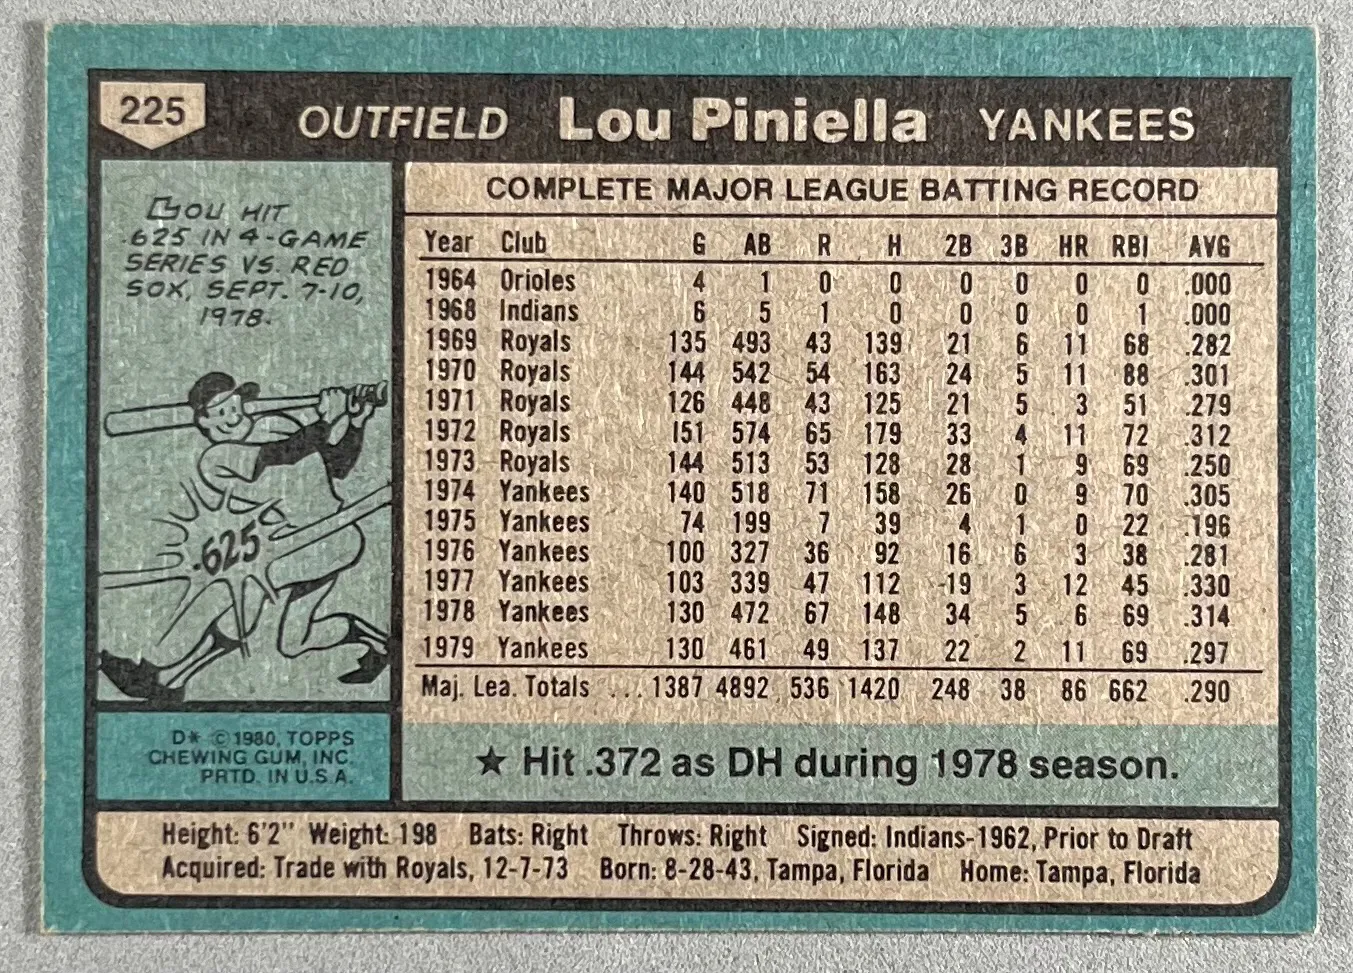 225 OUTFIELD Lou Piniella YANKEES
LOU HIT
.625 IN 4-GAME
SERIES VS. RED
SOX, SEPT. 7-10,
1978.
.625
D* © 1980, TOPPS
CHEWING GUM, INC.
PRTD. IN U.S.A.
COMPLETE MAJOR LEAGUE BATTING RECORD
Year Club G AB R H 2B 3B HR RBI AVG
1964 Orioles 4 1 0 0 0 0 0 0 .000
1968 Indians 6 5 1 0 0 0 0 1 .000
1969 Royals 135 493 43 139 21 6 11 68 .282
1970 Royals 144 542 54 163 24 5 11 88 .301
1971 Royals 126 448 43 125 21 5 3 51 .279
1972 Royals 151 574 65 179 33 4 11 72 .312
1973 Royals 144 513 53 128 28 1 9 69 .250
1974 Yankees 140 518 71 158 26 0 9 70 .305
1975 Yankees 74 199 7 39 4 1 0 22 .196
1976 Yankees 100 327 36 92 16 6 3 38 .281
1977 Yankees 103 339 47 112 19 3 12 45 .330
1978 Yankees 130 472 67 148 34 5 6 69 .314
1979 Yankees 130 461 49 137 22 2 11 69 .297
Maj. Lea. Totals ... 1387 4892 536 1420 248 38 86 662 .290
★ Hit .372 as DH during 1978 season.
Height: 6'2" Weight: 198 Bats: Right Throws: Right Signed: Indians-1962, Prior to Draft
Acquired: Trade with Royals, 12-7-73 Born: 8-28-43, Tampa, Florida Home: Tampa, Florida